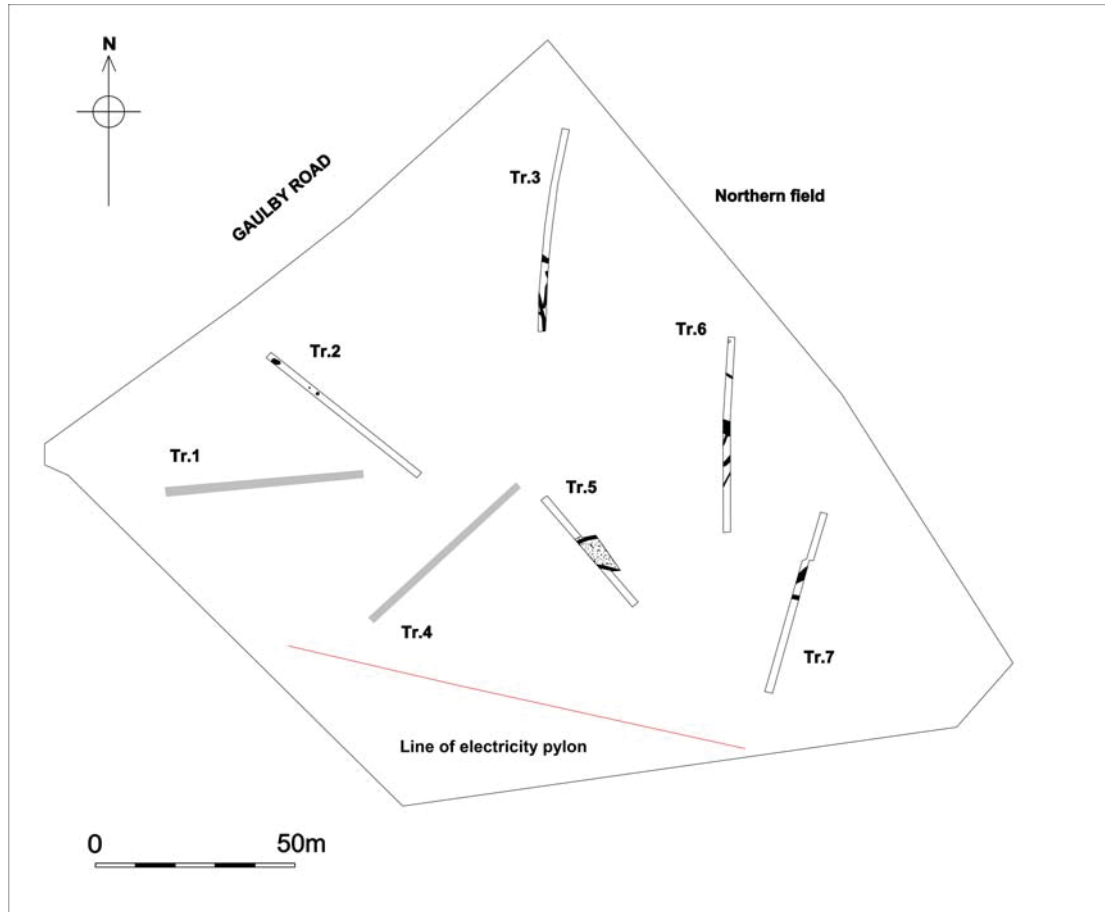 N
GAULBY ROAD
Tr.3
Northern field
Tr.6
Tr.2
Tr.1
Tr.5
Tr.4
Tr.7
Line of electricity pylon
0 50m